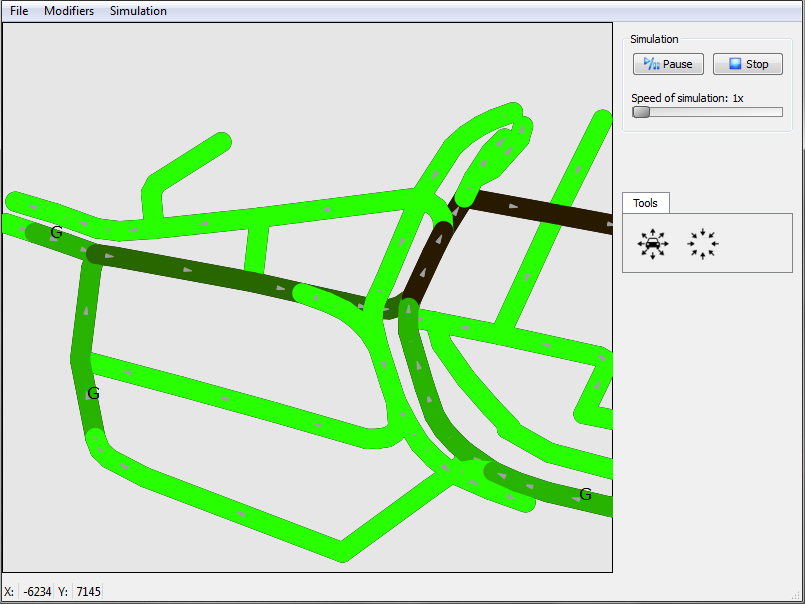 File Modifiers Simulation
Simulation
Pause Stop
Speed of simulation: 1x
Tools
G
G
G
X: -6234 Y: 7145